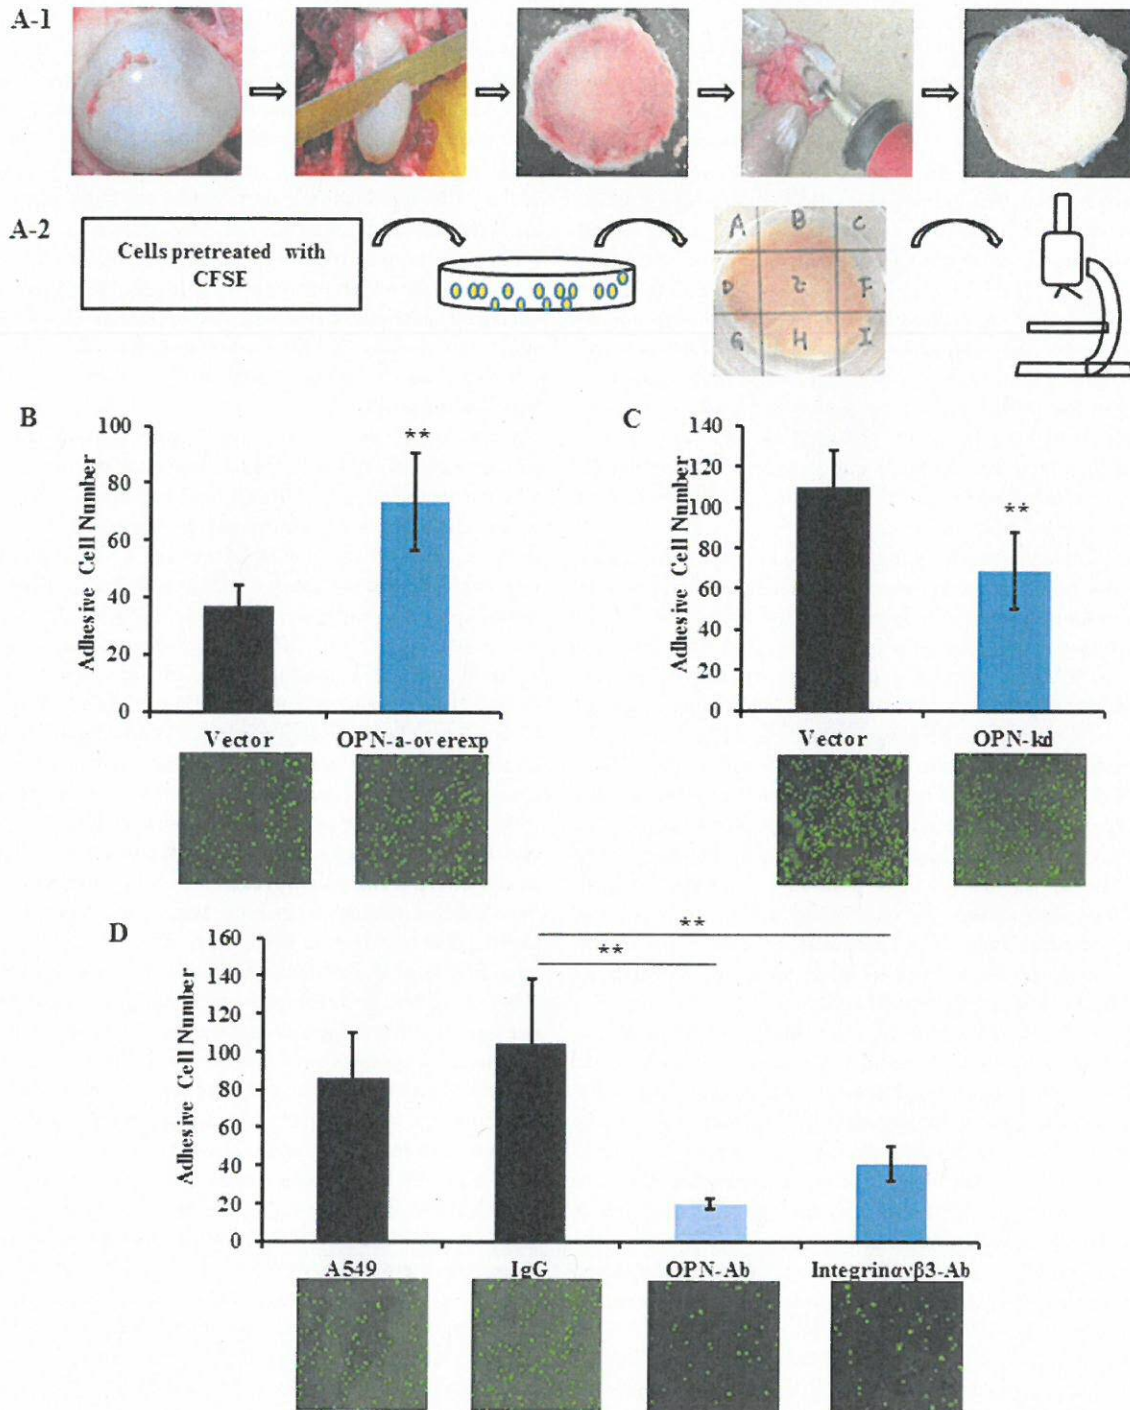 A-1
A-2
Cells pretreated with
CFSE
A B C
D 2 F
G H I
B
Adhesive Cell Number
100
80
60
40
20
0
**
Vector
OPN-a-overexp
C
Adhesive Cell Number
140
120
100
80
60
40
20
0
**
Vector
OPN-kd
D
Adhesive Cell Number
160
140
120
100
80
60
40
20
0
**
**
A549
IgG
OPN-Ab
Integrinαvβ3-Ab